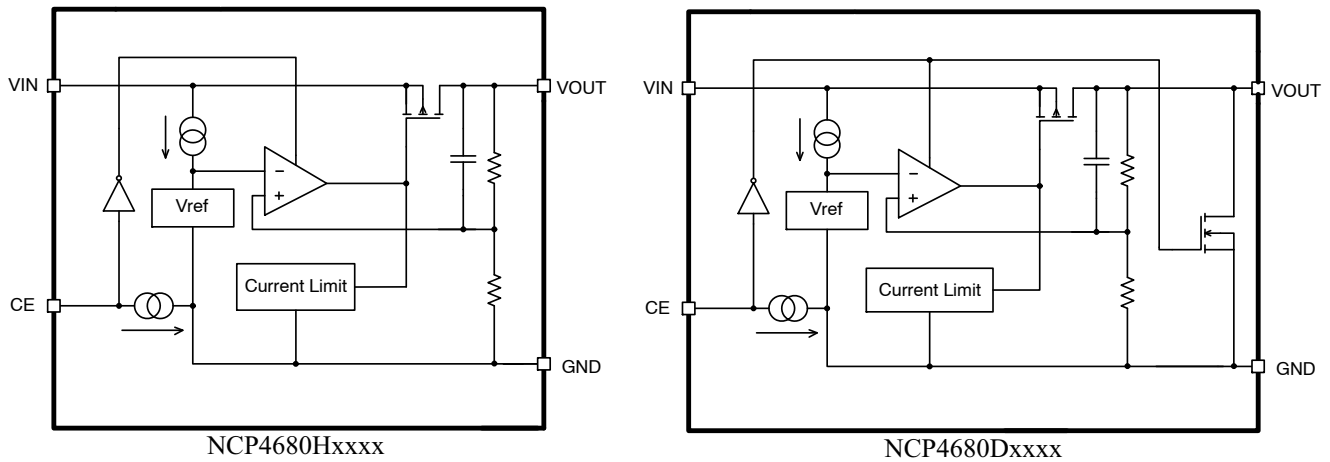 VIN
VOUT
−
+
Vref
Current Limit
CE
GND
NCP4680Hxxxx
VIN
VOUT
−
+
Vref
Current Limit
CE
GND
NCP4680Dxxxx